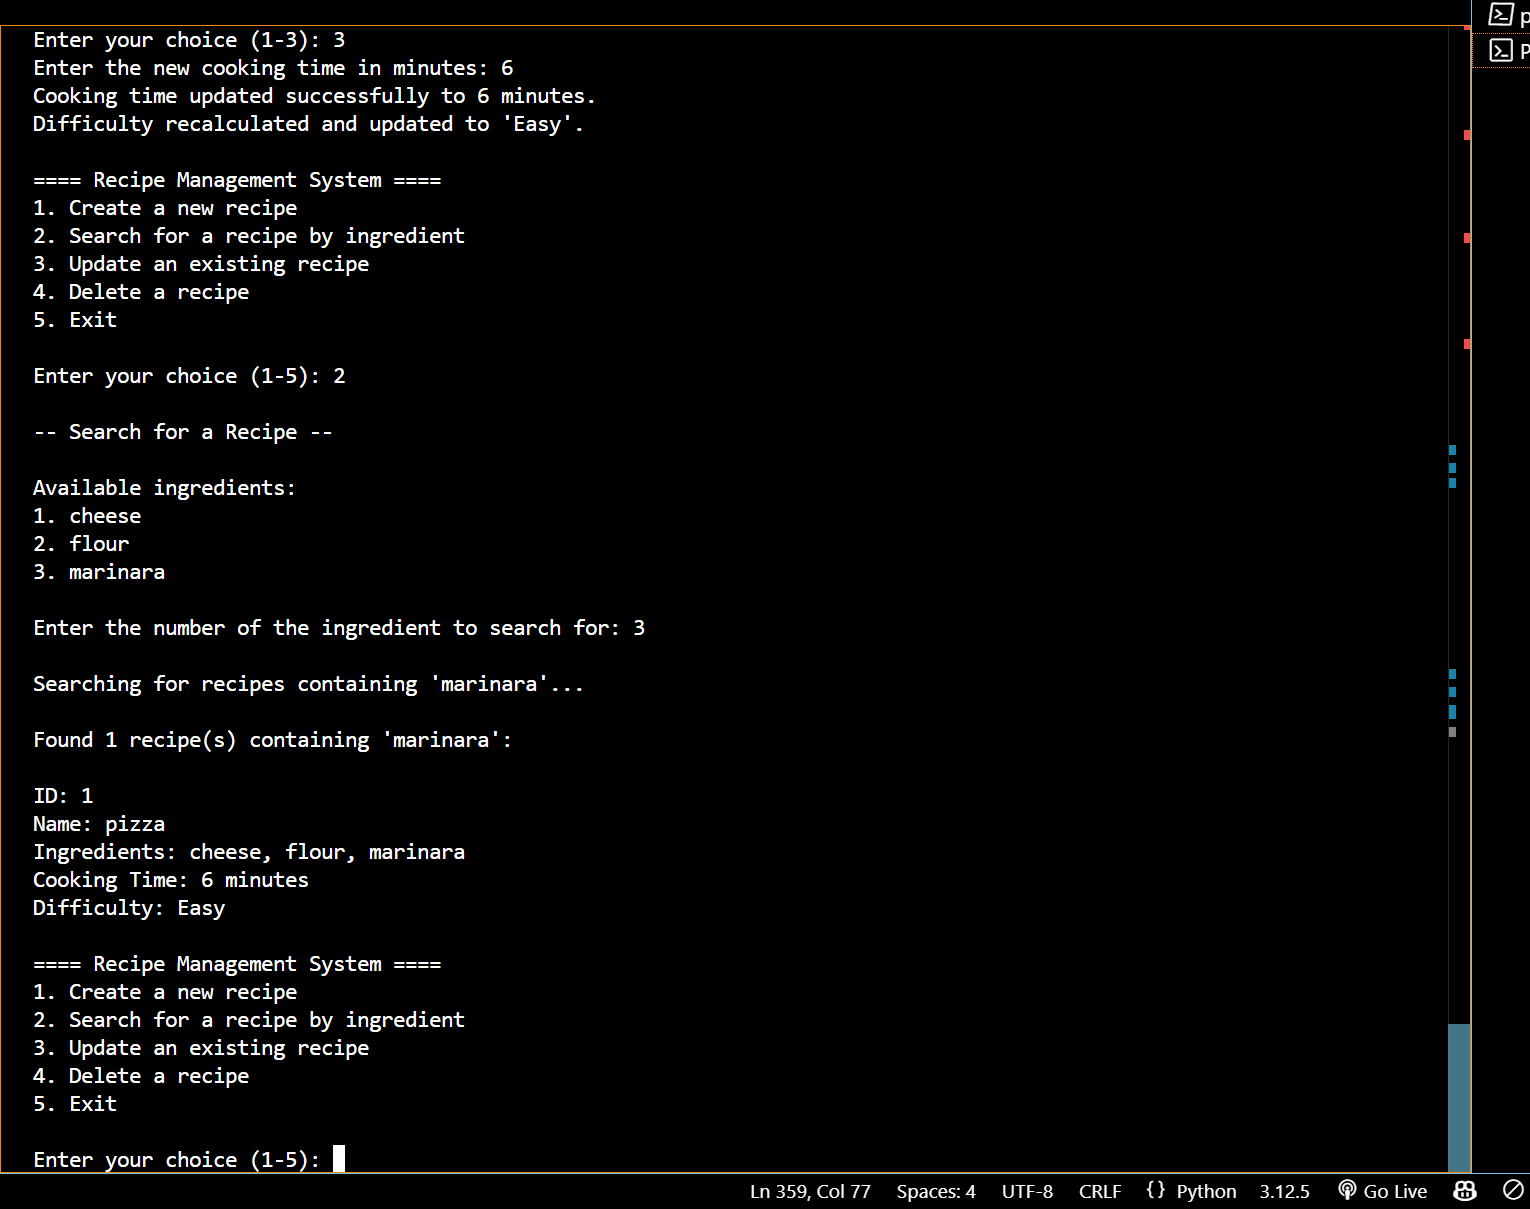 Enter your choice (1-3): 3
Enter the new cooking time in minutes: 6
Cooking time updated successfully to 6 minutes.
Difficulty recalculated and updated to 'Easy'.
==== Recipe Management System ====
1. Create a new recipe
2. Search for a recipe by ingredient
3. Update an existing recipe
4. Delete a recipe
5. Exit
Enter your choice (1-5): 2
-- Search for a Recipe --
Available ingredients:
1. cheese
2. flour
3. marinara
Enter the number of the ingredient to search for: 3
Searching for recipes containing 'marinara'...
Found 1 recipe(s) containing 'marinara':
ID: 1
Name: pizza
Ingredients: cheese, flour, marinara
Cooking Time: 6 minutes
Difficulty: Easy
==== Recipe Management System ====
1. Create a new recipe
2. Search for a recipe by ingredient
3. Update an existing recipe
4. Delete a recipe
5. Exit
Enter your choice (1-5):
Ln 359, Col 77 Spaces: 4 UTF-8 CRLF {} Python 3.12.5 Go Live